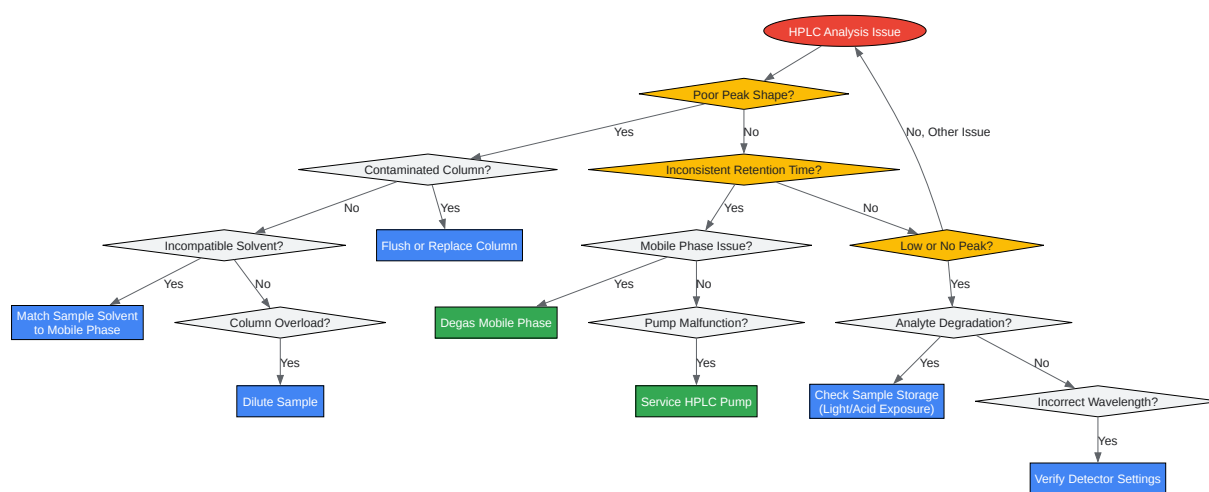 HPLC Analysis Issue
Poor Peak Shape?
Yes
No
No, Other Issue
Contaminated Column?
Inconsistent Retention Time?
No
Yes
Yes
No
Incompatible Solvent?
Flush or Replace Column
Mobile Phase Issue?
Low or No Peak?
Yes
No
Yes
No
Yes
Match Sample Solvent
to Mobile Phase
Column Overload?
Degas Mobile Phase
Pump Malfunction?
Analyte Degradation?
Yes
Yes
Yes
No
Dilute Sample
Service HPLC Pump
Check Sample Storage
(Light/Acid Exposure)
Incorrect Wavelength?
Yes
Verify Detector Settings